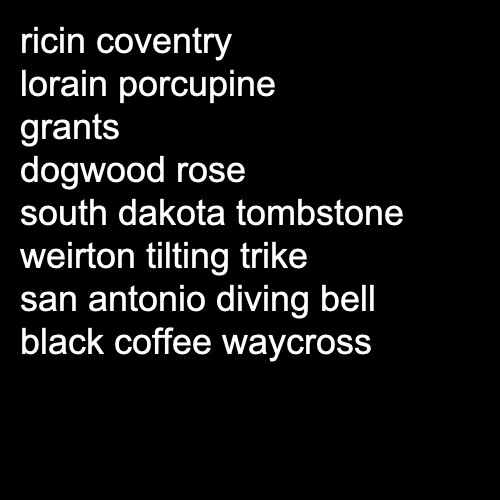 ricin coventry
lorain porcupine
grants
dogwood rose
south dakota tombstone
weirton tilting trike
san antonio diving bell
black coffee waycross